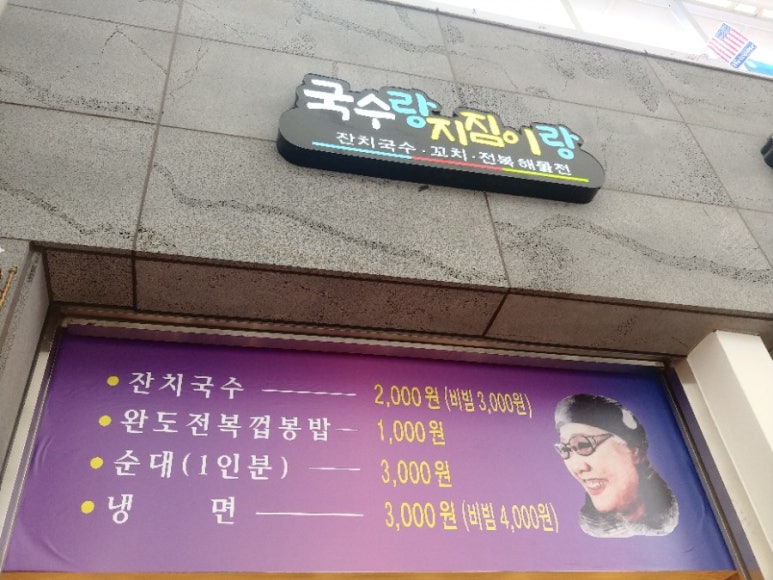 국수랑지짐이랑
잔치국수·꼬치·전복해물전
잔치국수 2,000원 (비빔 3,000원)
완도전복껍봉밥 1,000원
순대(1인분) 3,000원
냉 면 3,000원 (비빔 4,000원)